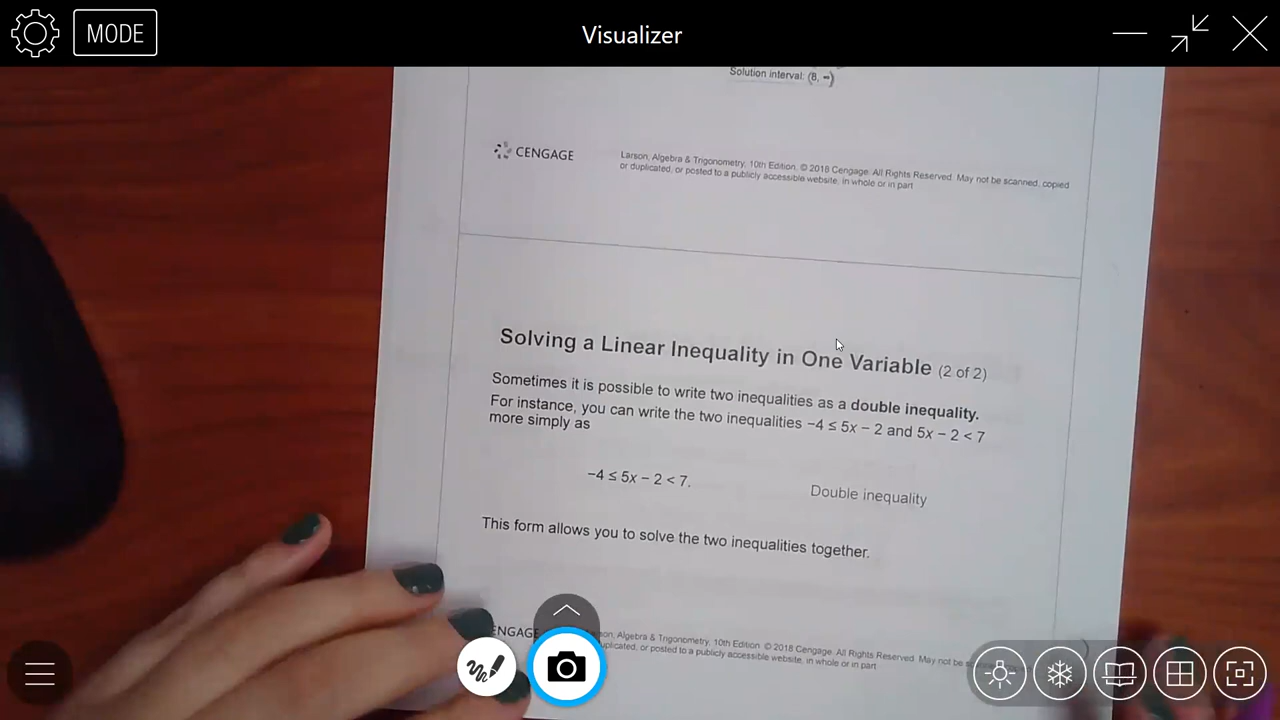 MODE
Visualizer
Solution interval: (8, ∞)
CENGAGE
Larson, Algebra & Trigonometry, 10th Edition. © 2018 Cengage. All Rights Reserved. May not be scanned, copied
or duplicated, or posted to a publicly accessible website, in whole or in part
Solving a Linear Inequality in One Variable (2 of 2)
Sometimes it is possible to write two inequalities as a double inequality.
For instance, you can write the two inequalities −4 ≤ 5x − 2 and 5x − 2 < 7
more simply as
−4 ≤ 5x − 2 < 7.
Double inequality
This form allows you to solve the two inequalities together.
ENGAGE
son, Algebra & Trigonometry, 10th Edition. © 2018 Cengage. All Rights Reserved. May not be
uplicated, or posted to a publicly accessible website, in whole or in part